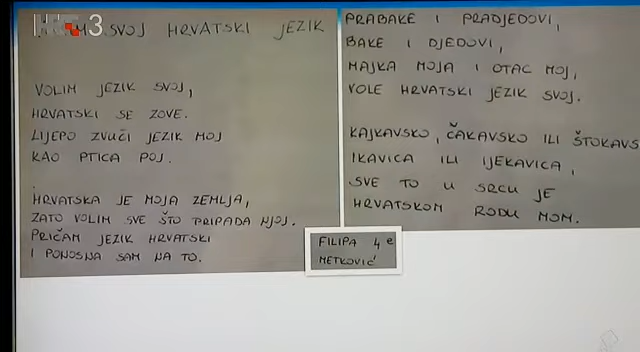 HRT 3
SVOJ HRVATSKI JEZIK
VOLIM JEZIK SVOJ,
HRVATSKI SE ZOVE.
LIJEPO ZVUČI JEZIK MOJ
KAO PTICA POJ.
HRVATSKA JE MOJA ZEMLJA,
ZATO VOLIM SVE ŠTO PRIPADA NJOJ.
PRIČAM JEZIK HRVATSKI
I PONOSNA SAM NA TO.
PRABAKE I PRADJEDOVI,
BAKE I DJEDOVI,
MAJKA MOJA I OTAC MOJ,
VOLE HRVATSKI JEZIK SVOJ.
KAJKAVSKO, ČAKAVSKO ILI ŠTOKAVS
IKAVICA ILI IJEKAVICA,
SVE TO U SRCU JE
HRVATSKOM RODU MOM.
FILIPA 4e
METKOVIĆ